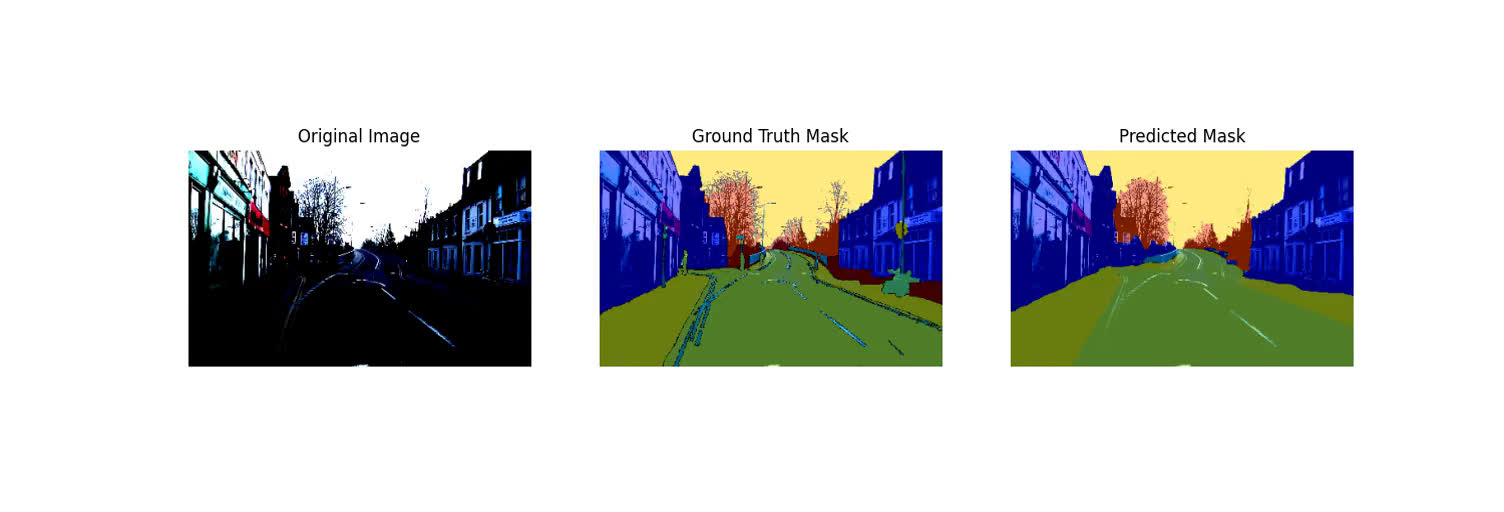 Original Image
Ground Truth Mask
Predicted Mask